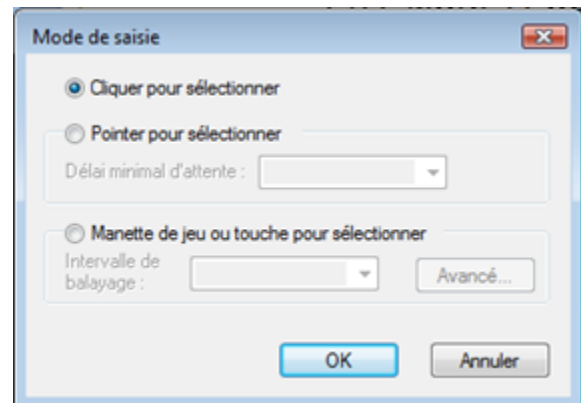 Mode de saisie
Cliquer pour sélectionner
Pointer pour sélectionner
Délai minimal d'attente :
Manette de jeu ou touche pour sélectionner
Intervalle de
balayage :
Avancé...
OK
Annuler